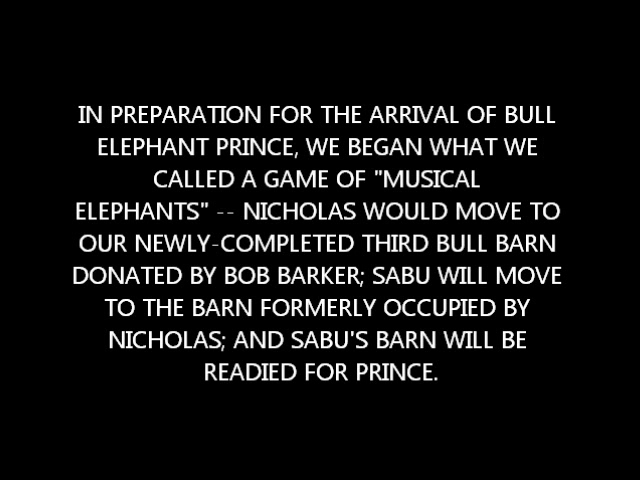 IN PREPARATION FOR THE ARRIVAL OF BULL
ELEPHANT PRINCE, WE BEGAN WHAT WE
CALLED A GAME OF "MUSICAL
ELEPHANTS" -- NICHOLAS WOULD MOVE TO
OUR NEWLY-COMPLETED THIRD BULL BARN
DONATED BY BOB BARKER; SABU WILL MOVE
TO THE BARN FORMERLY OCCUPIED BY
NICHOLAS; AND SABU'S BARN WILL BE
READIED FOR PRINCE.